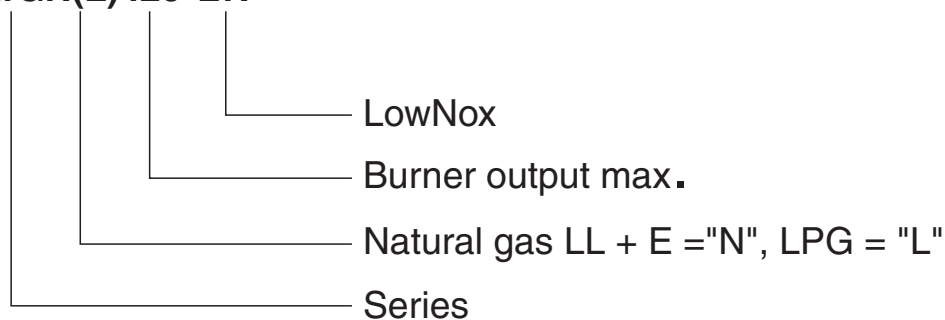 LowNox
Burner output max.
Natural gas LL + E ="N", LPG = "L"
Series